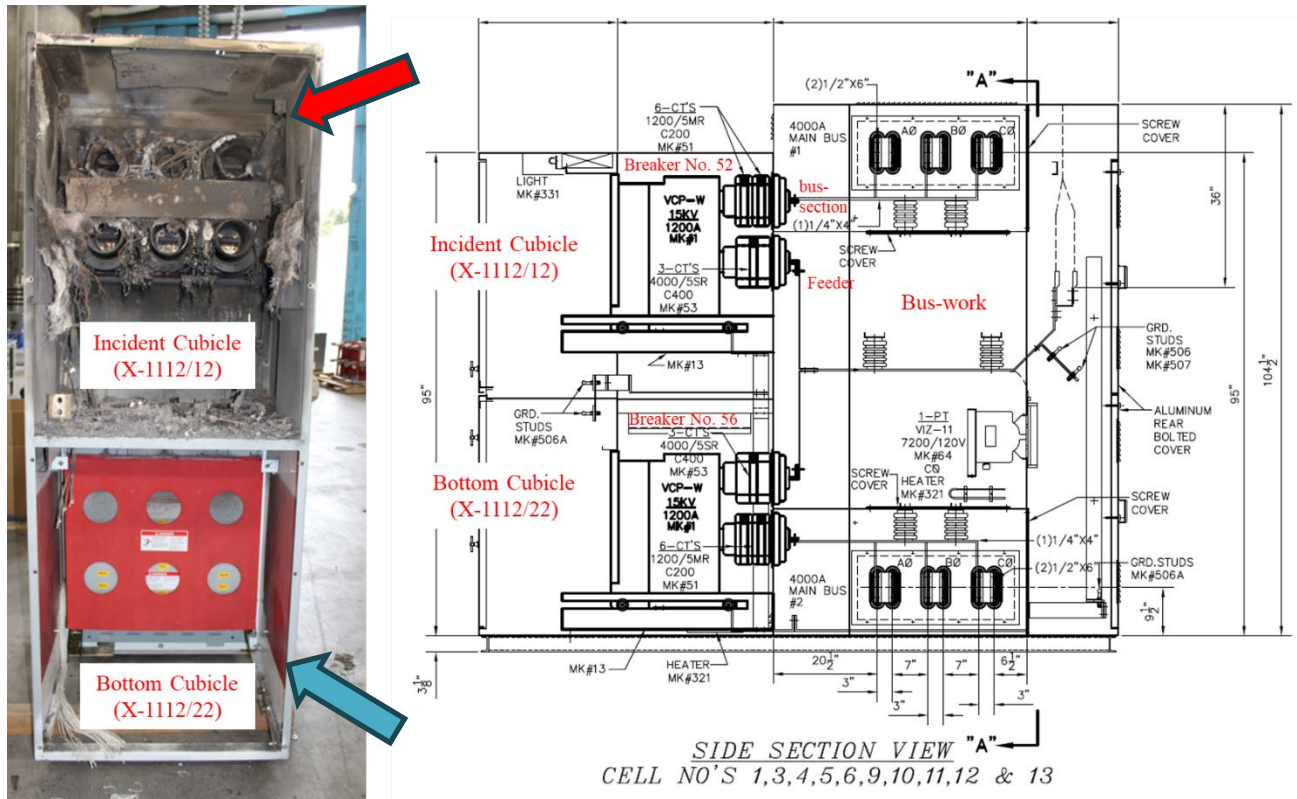 Incident Cubicle
(X-1112/12)
Bottom Cubicle
(X-1112/22)
(2)1/2"X6"
"A"
6-CT'S
1200/5MR
C200
MK#51
4000A
MAIN BUS
#1
AØ
BØ
CØ
SCREW
COVER
Breaker No. 52
LIGHT
MK#331
VCP-W
15KV
1200A
MK#1
bus-
section
(1)1/4"X4"
36"
Incident Cubicle
(X-1112/12)
SCREW
COVER
3-CT'S
4000/5SR
C400
MK#53
Feeder
Bus-work
GRD.
STUDS
MK#506
MK#507
MK#13
95"
95"
104 1/2"
GRD.
STUDS
MK#506A
Breaker No. 56
3-CT'S
4000/5SR
C400
MK#53
1-PT
VIZ-11
7200/120V
MK#64
CØ
HEATER
MK#321
ALUMINUM
REAR
BOLTED
COVER
Bottom Cubicle
(X-1112/22)
VCP-W
15KV
1200A
MK#1
SCREW
COVER
SCREW
COVER
6-CT'S
1200/5MR
C200
MK#51
(1)1/4"X4"
4000A
MAIN BUS
#2
AØ
BØ
CØ
(2)1/2"X6"
GRD.STUDS
MK#506A
9 1/2"
MK#13
HEATER
MK#321
20 1/2"
7"
7"
6 1/2"
3"
3"
3"
3 1/8"
"A"
SIDE SECTION VIEW
CELL NO'S 1,3,4,5,6,9,10,11,12 & 13